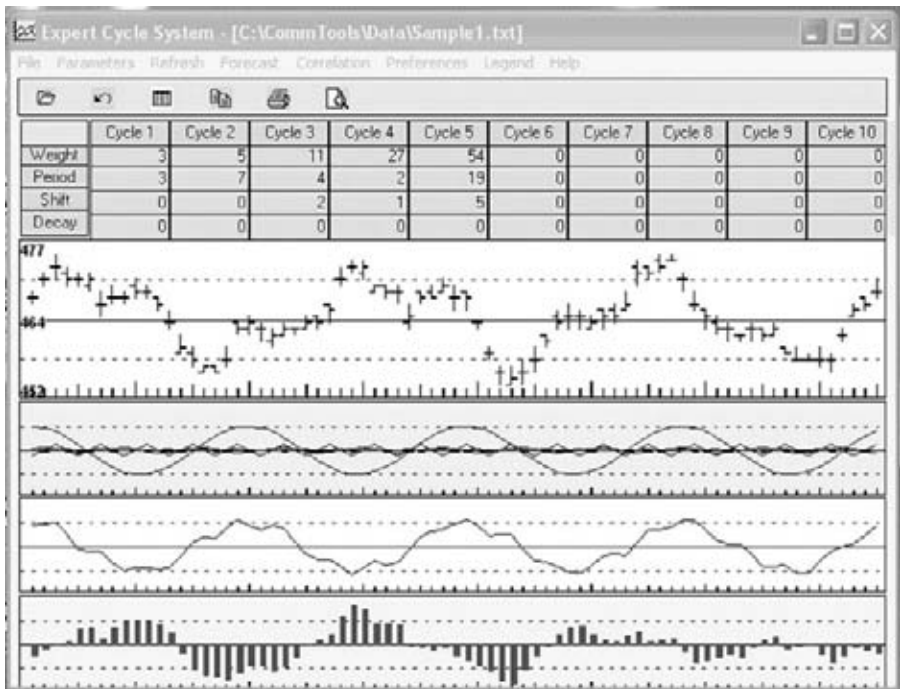 Expert Cycle System - [C:\CommTools\Data\Sample1.txt]
File Parameters Refresh Forecast Correlation Preferences Legend Help
Cycle 1 Cycle 2 Cycle 3 Cycle 4 Cycle 5 Cycle 6 Cycle 7 Cycle 8 Cycle 9 Cycle 10
Weight 3 5 11 27 54 0 0 0 0 0
Period 3 7 4 2 19 0 0 0 0 0
Shift 0 0 2 1 5 0 0 0 0 0
Decay 0 0 0 0 0 0 0 0 0 0
477
464
452